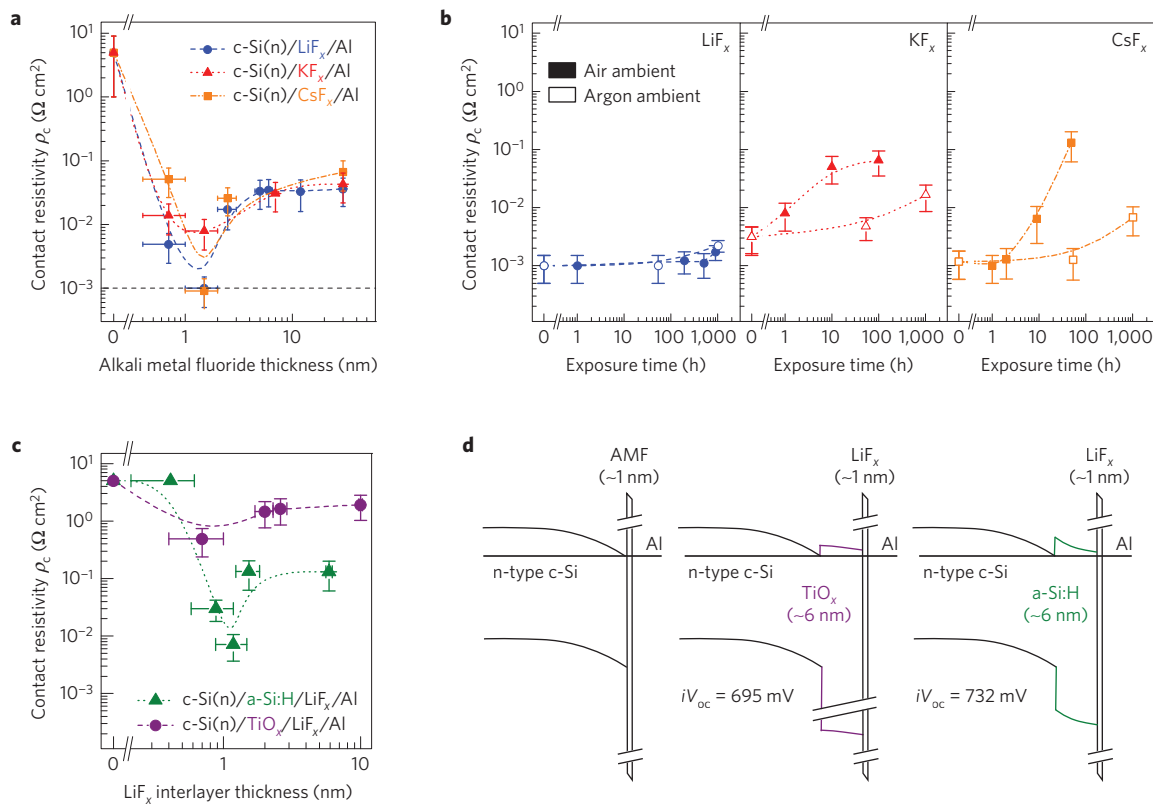 a
c-Si(n)/LiFₓ/Al
c-Si(n)/KFₓ/Al
c-Si(n)/CsFₓ/Al
Contact resistivity ρc (Ω cm²)
10¹
10⁰
10⁻¹
10⁻²
10⁻³
0 1 10
Alkali metal fluoride thickness (nm)
b
LiFₓ KFₓ CsFₓ
Air ambient
Argon ambient
Contact resistivity ρc (Ω cm²)
10¹
10⁰
10⁻¹
10⁻²
10⁻³
0 1 10 100 1,000 0 1 10 100 1,000 0 1 10 100 1,000
Exposure time (h) Exposure time (h) Exposure time (h)
c
Contact resistivity ρc (Ω cm²)
10¹
10⁰
10⁻¹
10⁻²
10⁻³
c-Si(n)/a-Si:H/LiFₓ/Al
c-Si(n)/TiOₓ/LiFₓ/Al
0 1 10
LiFₓ interlayer thickness (nm)
d
AMF LiFₓ LiFₓ
(~1 nm) (~1 nm) (~1 nm)
Al Al Al
n-type c-Si n-type c-Si n-type c-Si
TiOₓ a-Si:H
(~6 nm) (~6 nm)
iVoc = 695 mV iVoc = 732 mV